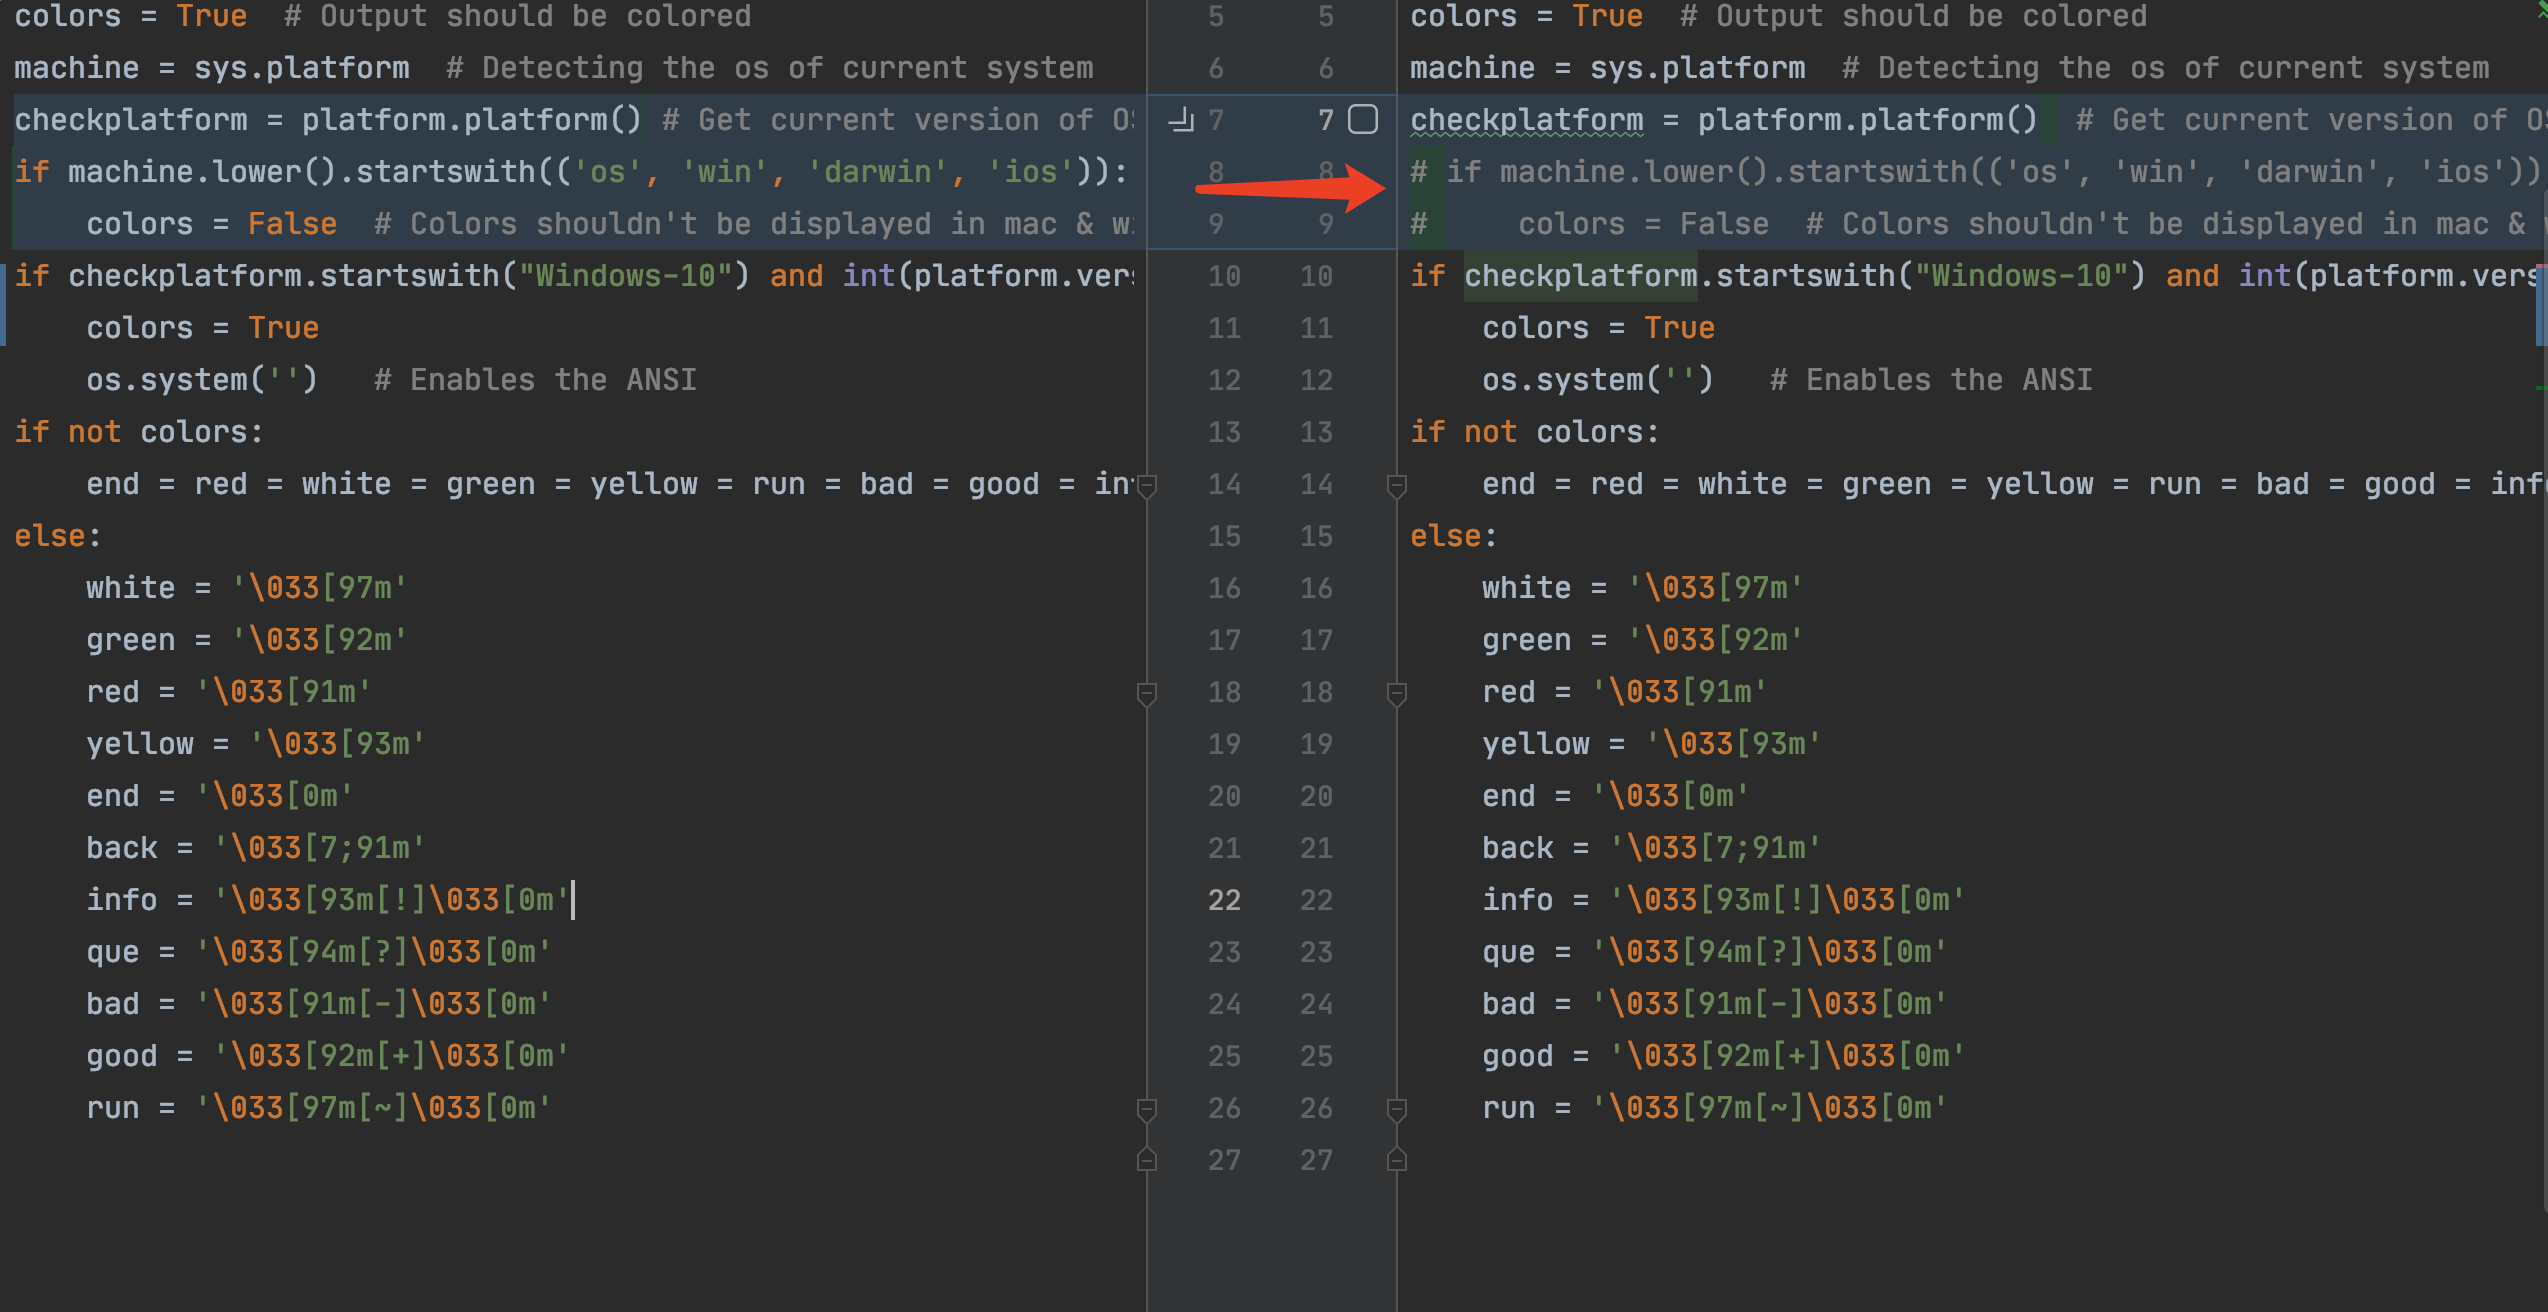 colors = True  # Output should be colored
machine = sys.platform  # Detecting the os of current system
checkplatform = platform.platform() # Get current version of
if machine.lower().startswith(('os', 'win', 'darwin', 'ios')):
    colors = False  # Colors shouldn't be displayed in mac &
if checkplatform.startswith("Windows-10") and int(platform.
    colors = True
    os.system('')   # Enables the ANSI
if not colors:
    end = red = white = green = yellow = run = bad = good =
else:
    white = '\033[97m'
    green = '\033[92m'
    red = '\033[91m'
    yellow = '\033[93m'
    end = '\033[0m'
    back = '\033[7;91m'
    info = '\033[93m[!]\033[0m'
    que = '\033[94m[?]\033[0m'
    bad = '\033[91m[-]\033[0m'
    good = '\033[92m[+]\033[0m'
    run = '\033[97m[~]\033[0m'
5 5
6 6
7 7
8 8
9 9
10 10
11 11
12 12
13 13
14 14
15 15
16 16
17 17
18 18
19 19
20 20
21 21
22 22
23 23
24 24
25 25
26 26
27 27
colors = True  # Output should be colored
machine = sys.platform  # Detecting the os of current system
checkplatform = platform.platform()  # Get current version of
# if machine.lower().startswith(('os', 'win', 'darwin', 'ios'))
#     colors = False  # Colors shouldn't be displayed in mac &
if checkplatform.startswith("Windows-10") and int(platform.
    colors = True
    os.system('')   # Enables the ANSI
if not colors:
    end = red = white = green = yellow = run = bad = good =
else:
    white = '\033[97m'
    green = '\033[92m'
    red = '\033[91m'
    yellow = '\033[93m'
    end = '\033[0m'
    back = '\033[7;91m'
    info = '\033[93m[!]\033[0m'
    que = '\033[94m[?]\033[0m'
    bad = '\033[91m[-]\033[0m'
    good = '\033[92m[+]\033[0m'
    run = '\033[97m[~]\033[0m'